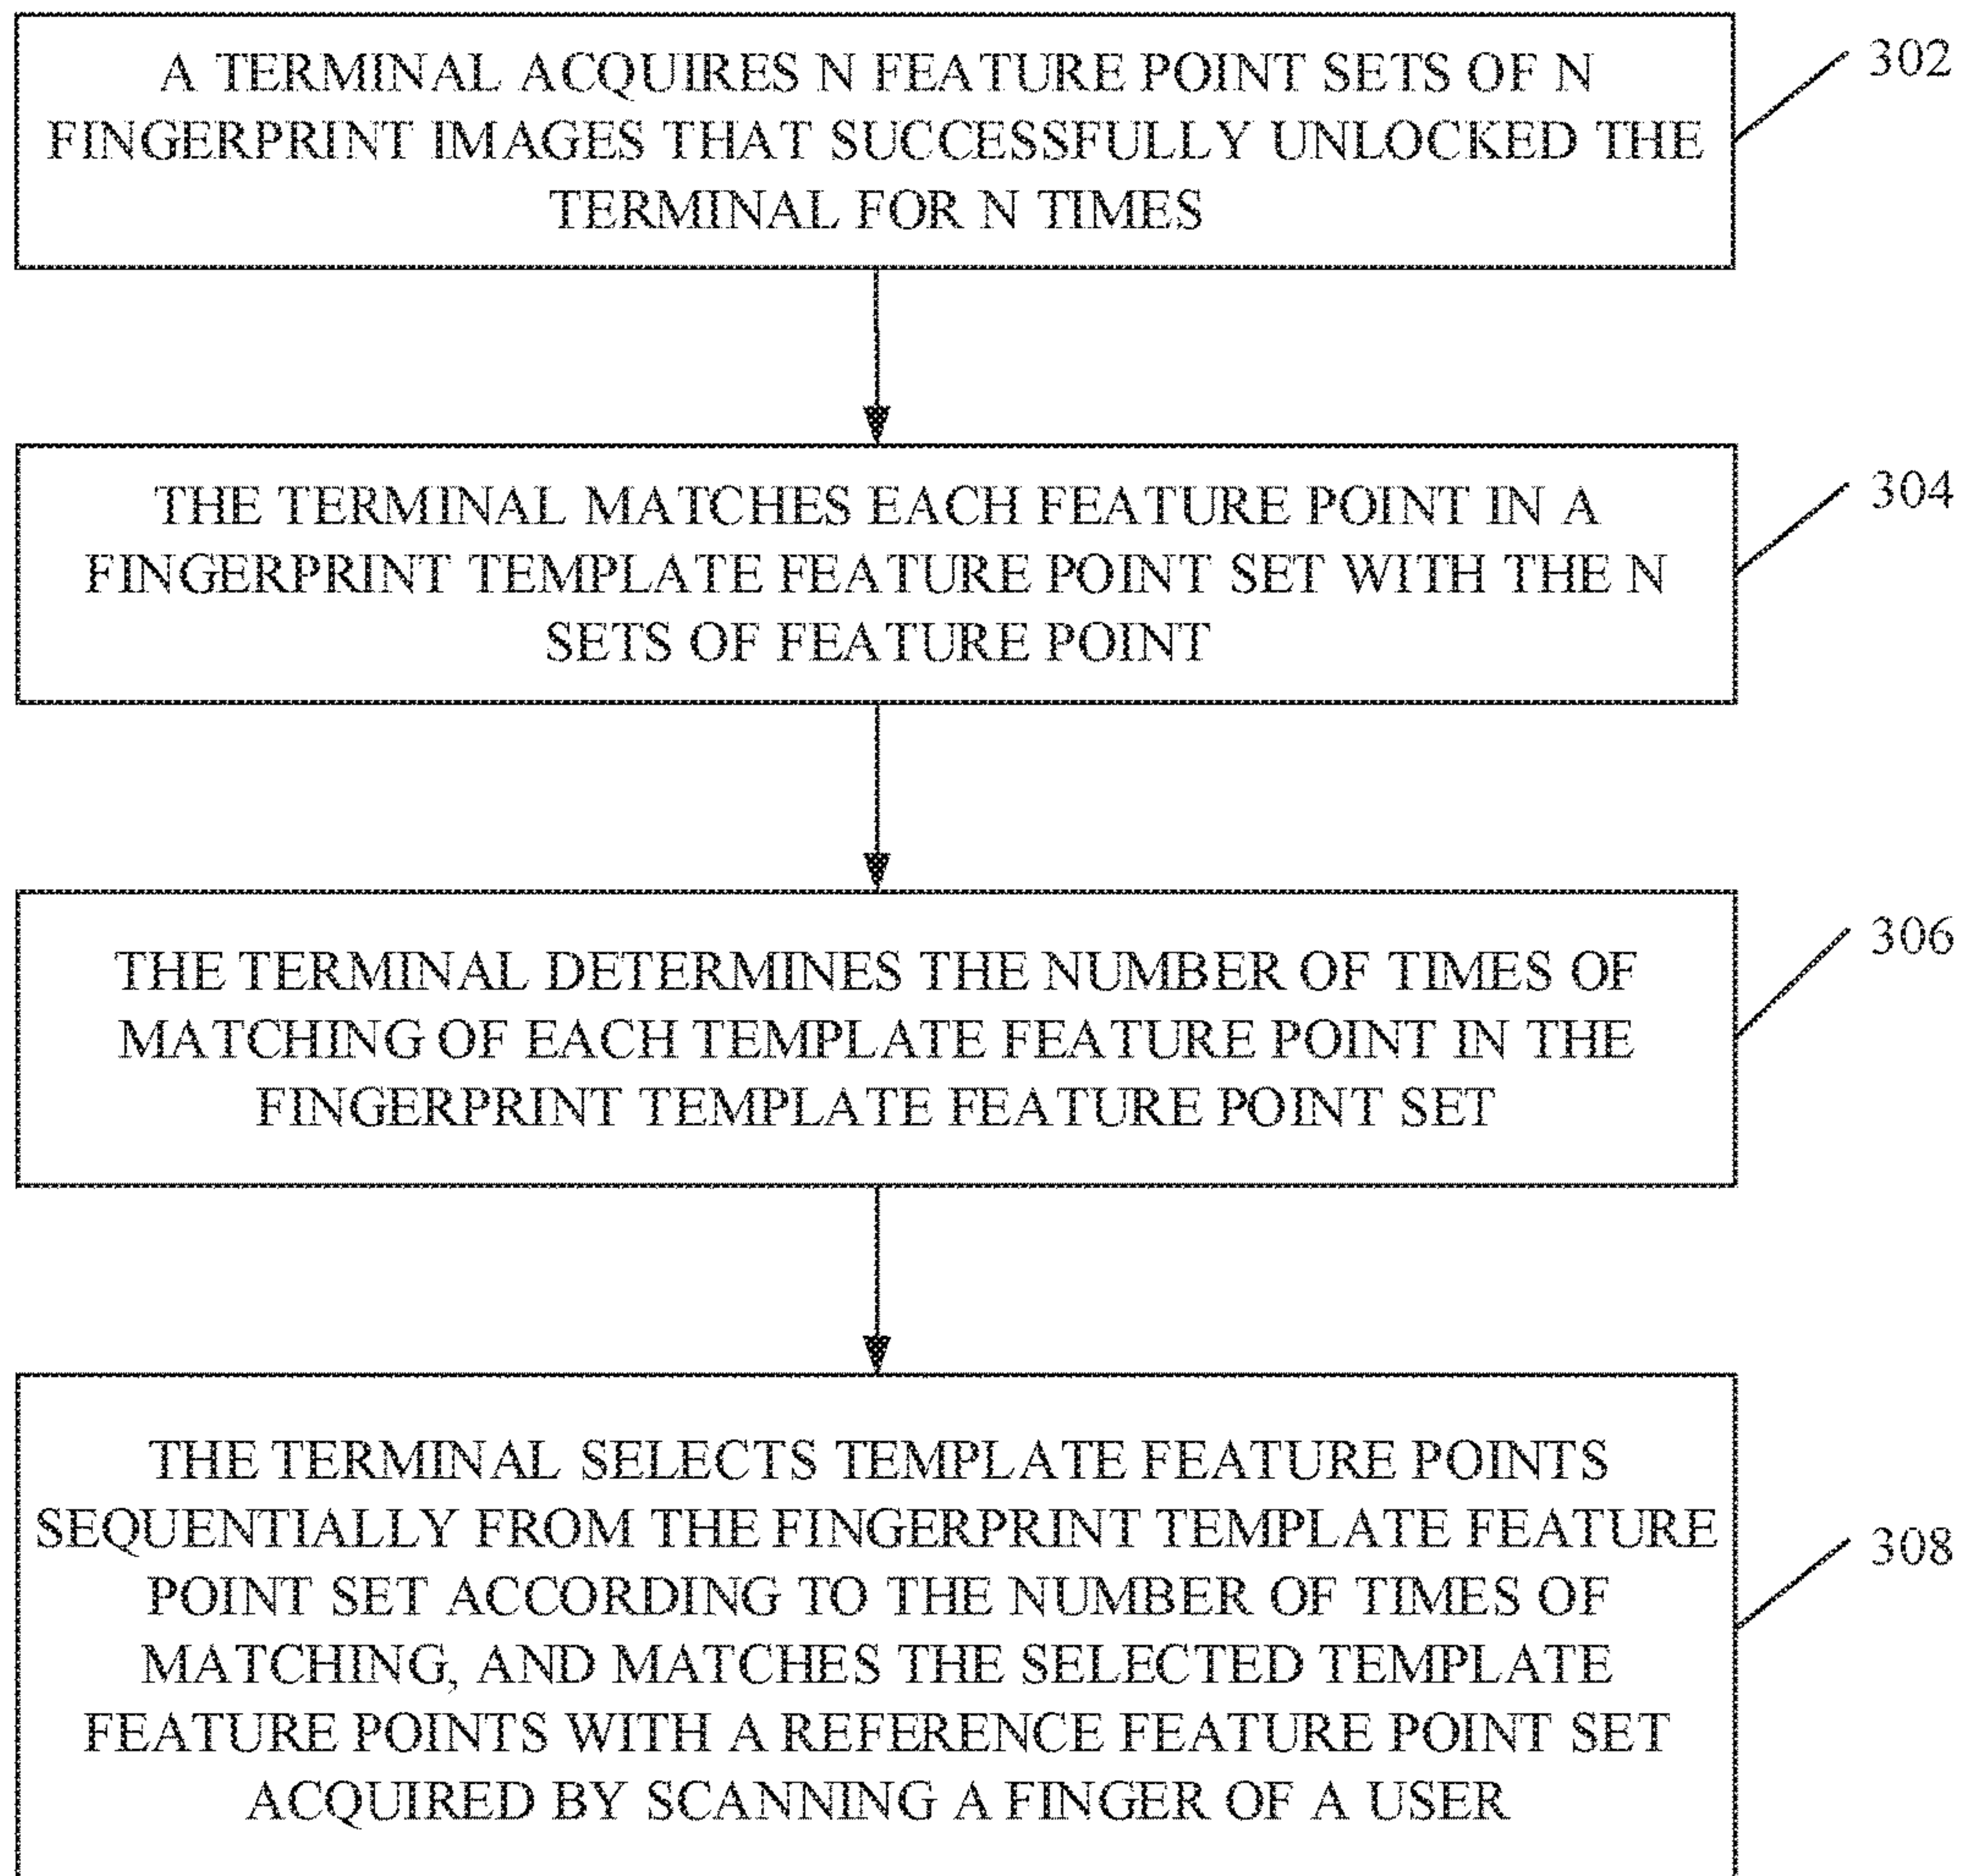 A TERMINAL ACQUIRES N FEATURE POINT SETS OF N
FINGERPRINT IMAGES THAT SUCCESSFULLY UNLOCKED THE
TERMINAL FOR N TIMES
302
THE TERMINAL MATCHES EACH FEATURE POINT IN A
FINGERPRINT TEMPLATE FEATURE POINT SET WITH THE N
SETS OF FEATURE POINT
304
THE TERMINAL DETERMINES THE NUMBER OF TIMES OF
MATCHING OF EACH TEMPLATE FEATURE POINT IN THE
FINGERPRINT TEMPLATE FEATURE POINT SET
306
THE TERMINAL SELECTS TEMPLATE FEATURE POINTS
SEQUENTIALLY FROM THE FINGERPRINT TEMPLATE FEATURE
POINT SET ACCORDING TO THE NUMBER OF TIMES OF
MATCHING, AND MATCHES THE SELECTED TEMPLATE
FEATURE POINTS WITH A REFERENCE FEATURE POINT SET
ACQUIRED BY SCANNING A FINGER OF A USER
308